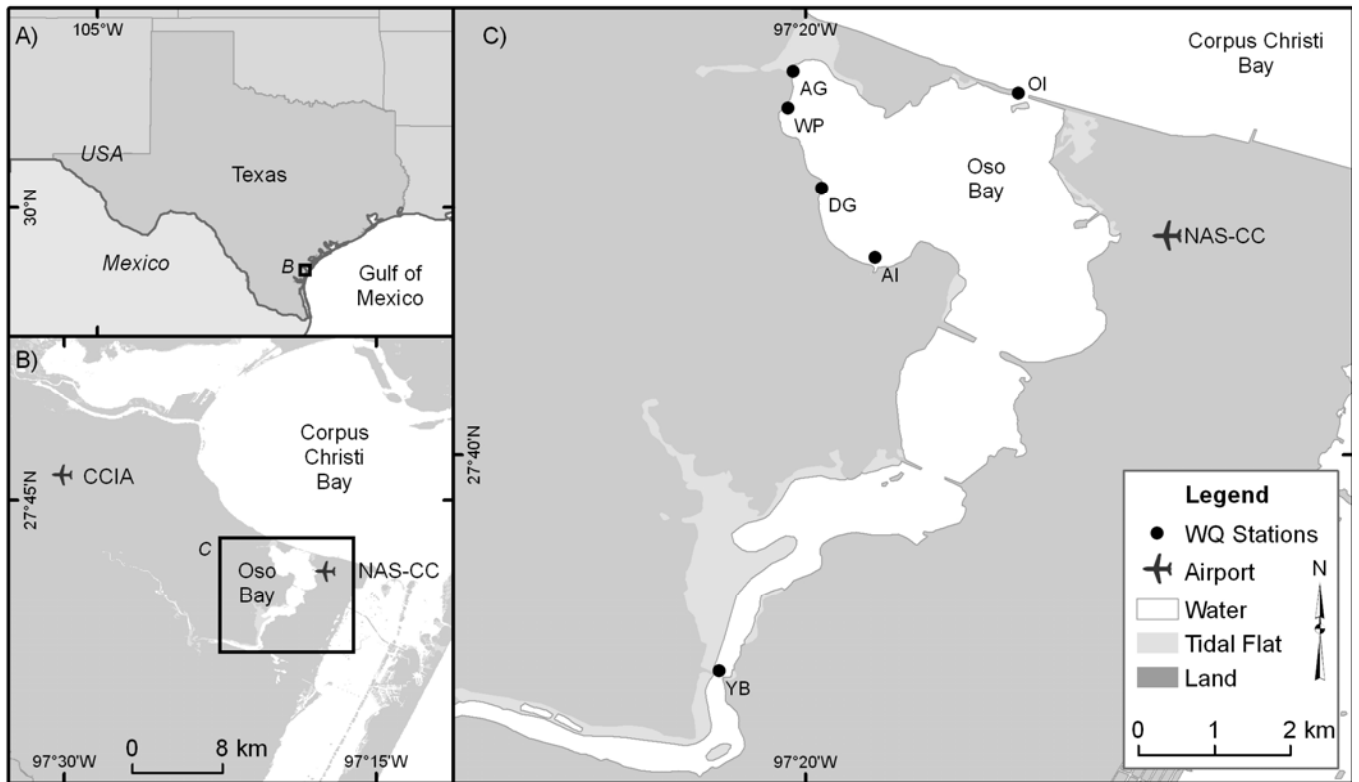 A)
105°W
USA
Texas
30°N
Mexico
B
Gulf of
Mexico
B)
Corpus
Christi
Bay
CCIA
27°45'N
C
Oso
Bay
NAS-CC
0 8 km
97°30'W
97°15'W
C)
97°20'W
Corpus Christi
Bay
AG
OI
WP
Oso
Bay
DG
NAS-CC
AI
27°40'N
YB
97°20'W
Legend
WQ Stations
Airport
N
Water
Tidal Flat
Land
0 1 2 km